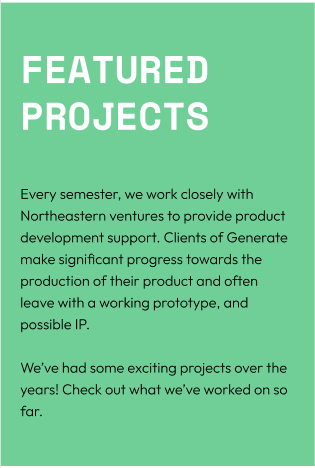 FEATURED
PROJECTS
Every semester, we work closely with
Northeastern ventures to provide product
development support. Clients of Generate
make significant progress towards the
production of their product and often
leave with a working prototype, and
possible IP.
We've had some exciting projects over the
years! Check out what we've worked on so
far.